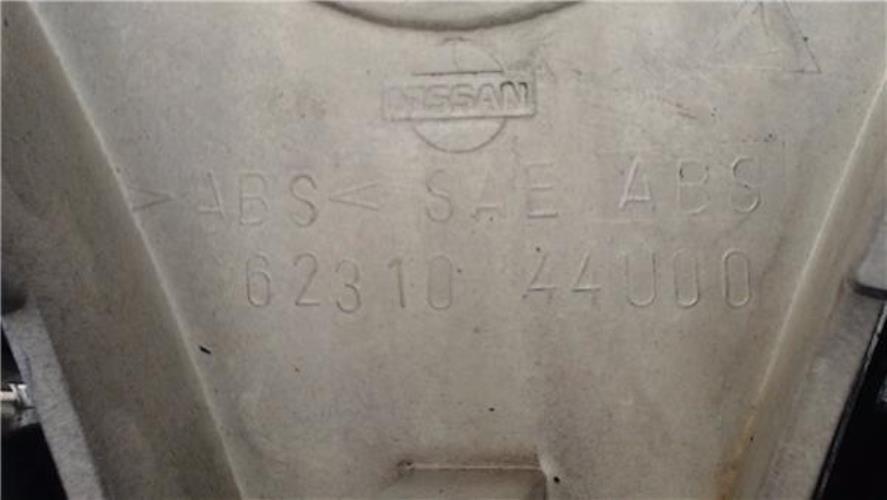 NISSAN
>ABS< SAE ABS
62310 44U00